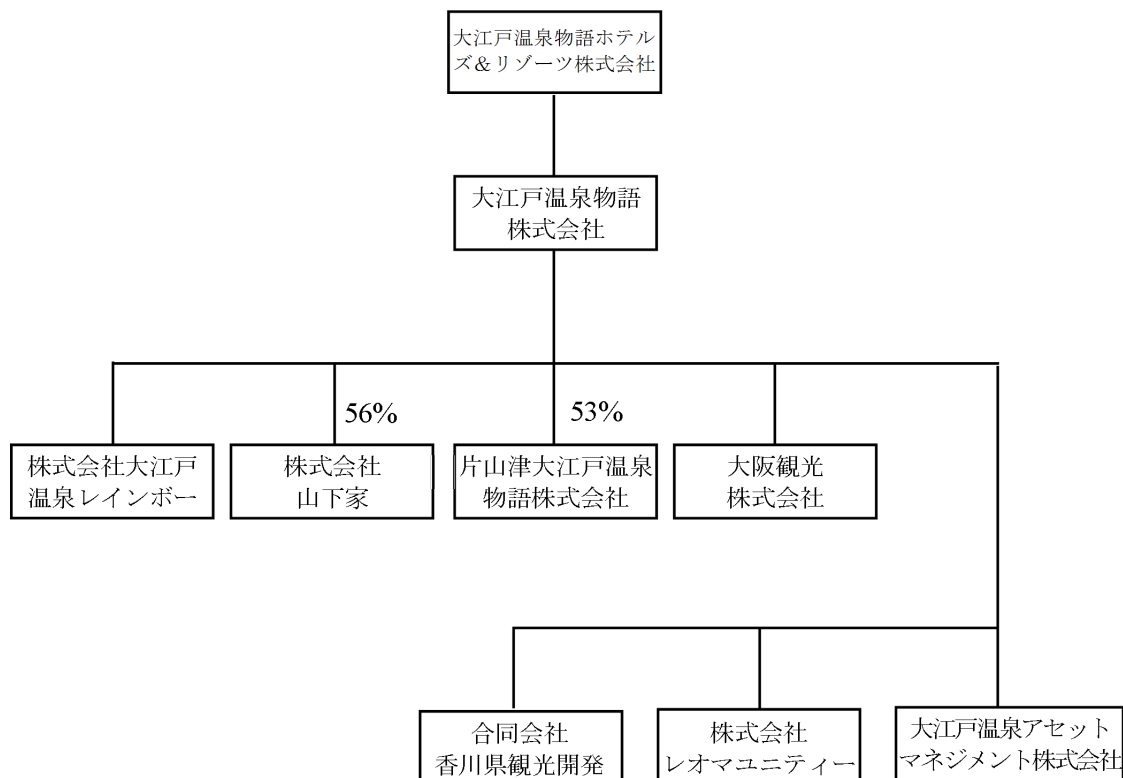 大江戸温泉物語ホテル
ズ＆リゾーツ株式会社
大江戸温泉物語
株式会社
56%
53%
株式会社大江戸
温泉レインボー
株式会社
山下家
片山津大江戸温泉
物語株式会社
大阪観光
株式会社
合同会社
香川県観光開発
株式会社
レオマユニティー
大江戸温泉アセット
マネジメント株式会社